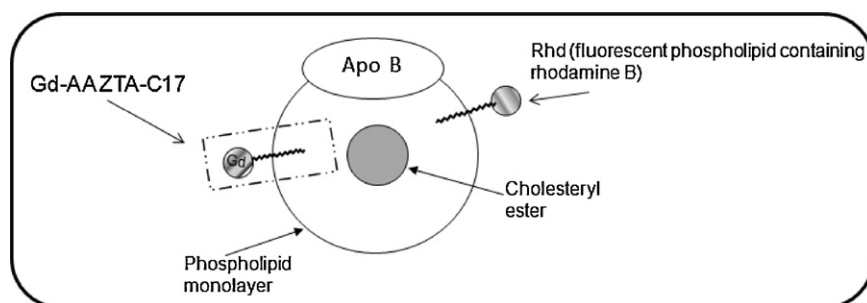 Apo B
Rhd (fluorescent phospholipid containing
rhodamine B)
Gd-AAZTA-C17
Gd
Cholesteryl
ester
Phospholipid
monolayer